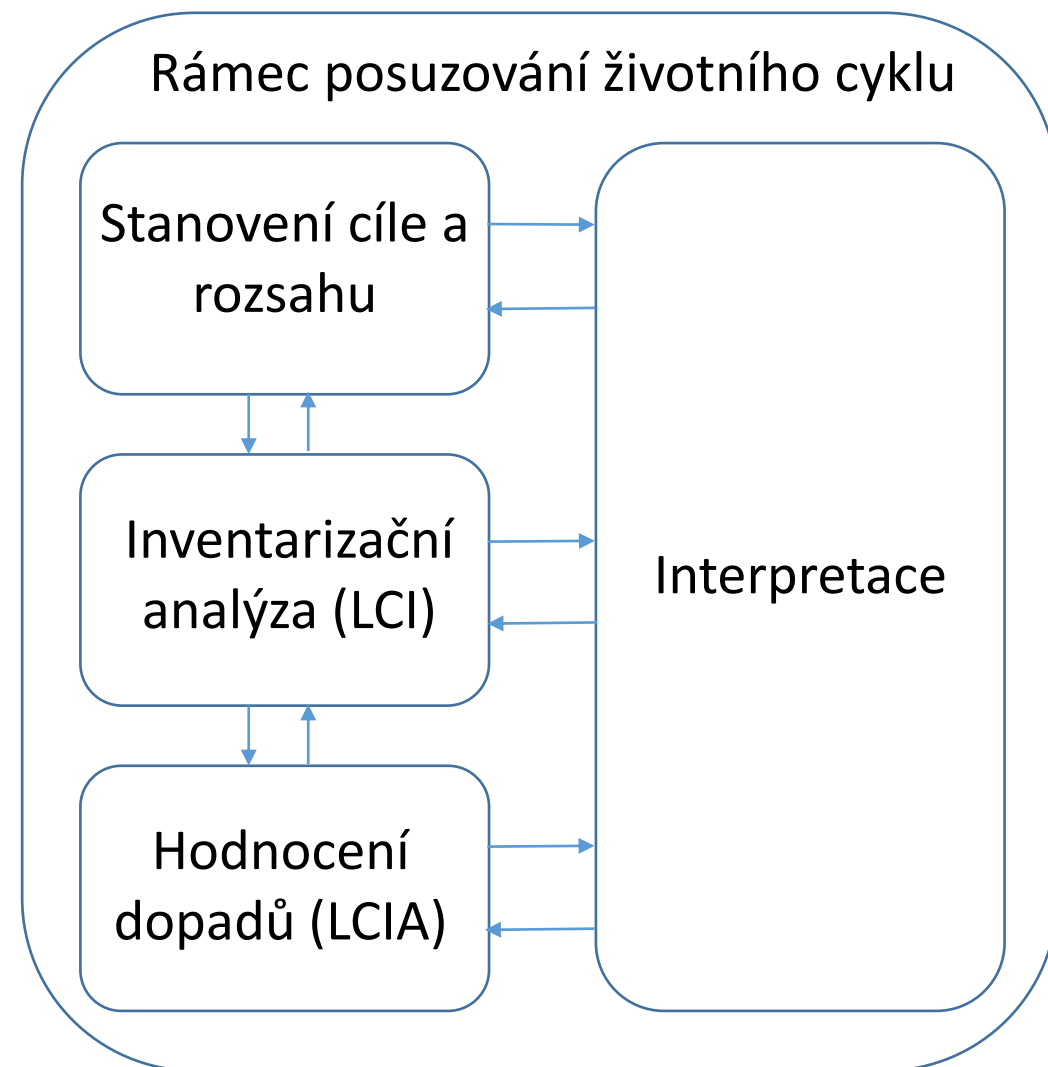 Rámec posuzování životního cyklu
Stanovení cíle a
rozsahu
Inventarizační
analýza (LCI)
Interpretace
Hodnocení
dopadů (LCIA)